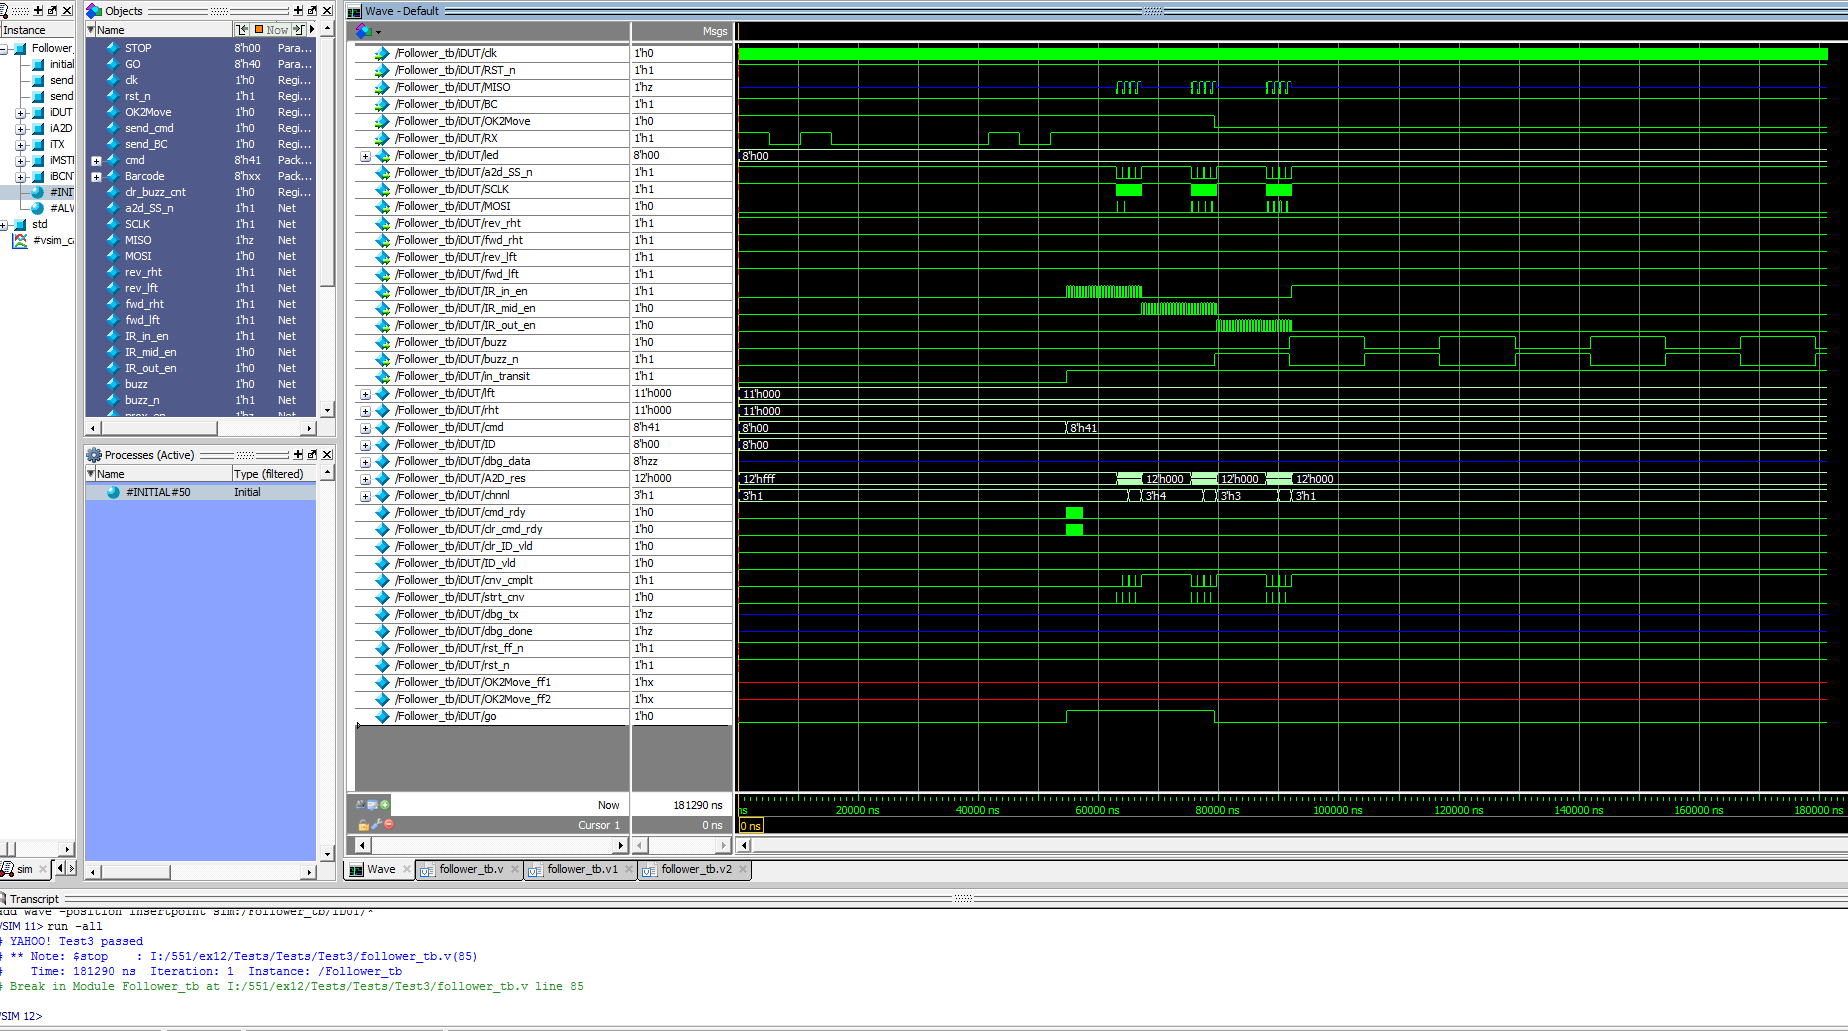 Instance
Follower_
initial
send
send
iDUT
iA2D
iTX
iMSTI
iBCN
#INIT
#ALW
std
#vsim_ca
sim
Objects
Name
Now
STOP 8'h00 Para...
GO 8'h40 Para...
clk 1'h0 Regi...
rst_n 1'h1 Regi...
OK2Move 1'h0 Regi...
send_cmd 1'h0 Regi...
send_BC 1'h0 Regi...
cmd 8'h41 Pack...
Barcode 8'hxx Pack...
clr_buzz_cnt 1'h0 Regi...
a2d_SS_n 1'h1 Net
SCLK 1'h1 Net
MISO 1'hz Net
MOSI 1'h0 Net
rev_rht 1'h1 Net
rev_lft 1'h1 Net
fwd_rht 1'h1 Net
fwd_lft 1'h1 Net
IR_in_en 1'h1 Net
IR_mid_en 1'h0 Net
IR_out_en 1'h0 Net
buzz 1'h0 Net
buzz_n 1'h1 Net
Processes (Active)
Name Type (filtered)
#INITIAL#50 Initial
Wave - Default
Msgs
/Follower_tb/iDUT/clk 1'h0
/Follower_tb/iDUT/RST_n 1'h1
/Follower_tb/iDUT/MISO 1'hz
/Follower_tb/iDUT/BC 1'h1
/Follower_tb/iDUT/OK2Move 1'h0
/Follower_tb/iDUT/RX 1'h1
/Follower_tb/iDUT/led 8'h00 8'h00
/Follower_tb/iDUT/a2d_SS_n 1'h1
/Follower_tb/iDUT/SCLK 1'h1
/Follower_tb/iDUT/MOSI 1'h0
/Follower_tb/iDUT/rev_rht 1'h1
/Follower_tb/iDUT/fwd_rht 1'h1
/Follower_tb/iDUT/rev_lft 1'h1
/Follower_tb/iDUT/fwd_lft 1'h1
/Follower_tb/iDUT/IR_in_en 1'h1
/Follower_tb/iDUT/IR_mid_en 1'h0
/Follower_tb/iDUT/IR_out_en 1'h0
/Follower_tb/iDUT/buzz 1'h0
/Follower_tb/iDUT/buzz_n 1'h1
/Follower_tb/iDUT/in_transit 1'h1
/Follower_tb/iDUT/lft 11'h000 11'h000
/Follower_tb/iDUT/rht 11'h000 11'h000
/Follower_tb/iDUT/cmd 8'h41 8'h00 8'h41
/Follower_tb/iDUT/ID 8'h00 8'h00
/Follower_tb/iDUT/dbg_data 8'hzz
/Follower_tb/iDUT/A2D_res 12'h000 12'hfff 12'h000 12'h000 12'h000
/Follower_tb/iDUT/chnnl 3'h1 3'h1 3'h4 3'h3 3'h1
/Follower_tb/iDUT/cmd_rdy 1'h0
/Follower_tb/iDUT/clr_cmd_rdy 1'h0
/Follower_tb/iDUT/clr_ID_vld 1'h0
/Follower_tb/iDUT/ID_vld 1'h0
/Follower_tb/iDUT/cnv_cmplt 1'h1
/Follower_tb/iDUT/strt_cnv 1'h0
/Follower_tb/iDUT/dbg_tx 1'hz
/Follower_tb/iDUT/dbg_done 1'hz
/Follower_tb/iDUT/rst_ff_n 1'h1
/Follower_tb/iDUT/rst_n 1'h1
/Follower_tb/iDUT/OK2Move_ff1 1'hx
/Follower_tb/iDUT/OK2Move_ff2 1'hx
/Follower_tb/iDUT/go 1'h0
Now 181290 ns
ns 20000 ns 40000 ns 60000 ns 80000 ns 100000 ns 120000 ns 140000 ns 160000 ns 180000 ns
Cursor 1 0 ns 0 ns
Wave follower_tb.v follower_tb.v1 follower_tb.v2
Transcript
add wave -position insertpoint sim:/Follower_tb/iDUT/*
VSIM 11> run -all
# YAHOO! Test3 passed
# ** Note: $stop : I:/551/ex12/Tests/Tests/Test3/follower_tb.v(85)
# Time: 181290 ns Iteration: 1 Instance: /Follower_tb
# Break in Module Follower_tb at I:/551/ex12/Tests/Tests/Test3/follower_tb.v line 85
VSIM 12>